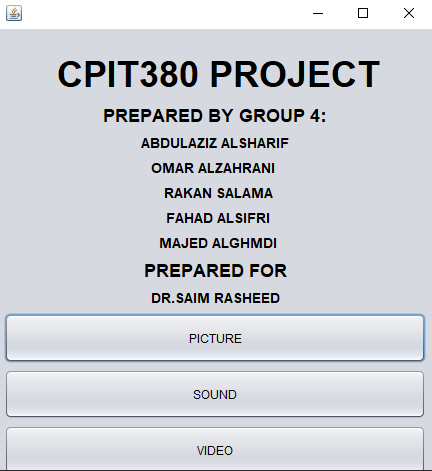 CPIT380 PROJECT
PREPARED BY GROUP 4:
ABDULAZIZ ALSHARIF
OMAR ALZAHRANI
RAKAN SALAMA
FAHAD ALSIFRI
MAJED ALGHMDI
PREPARED FOR
DR.SAIM RASHEED
PICTURE
SOUND
VIDEO